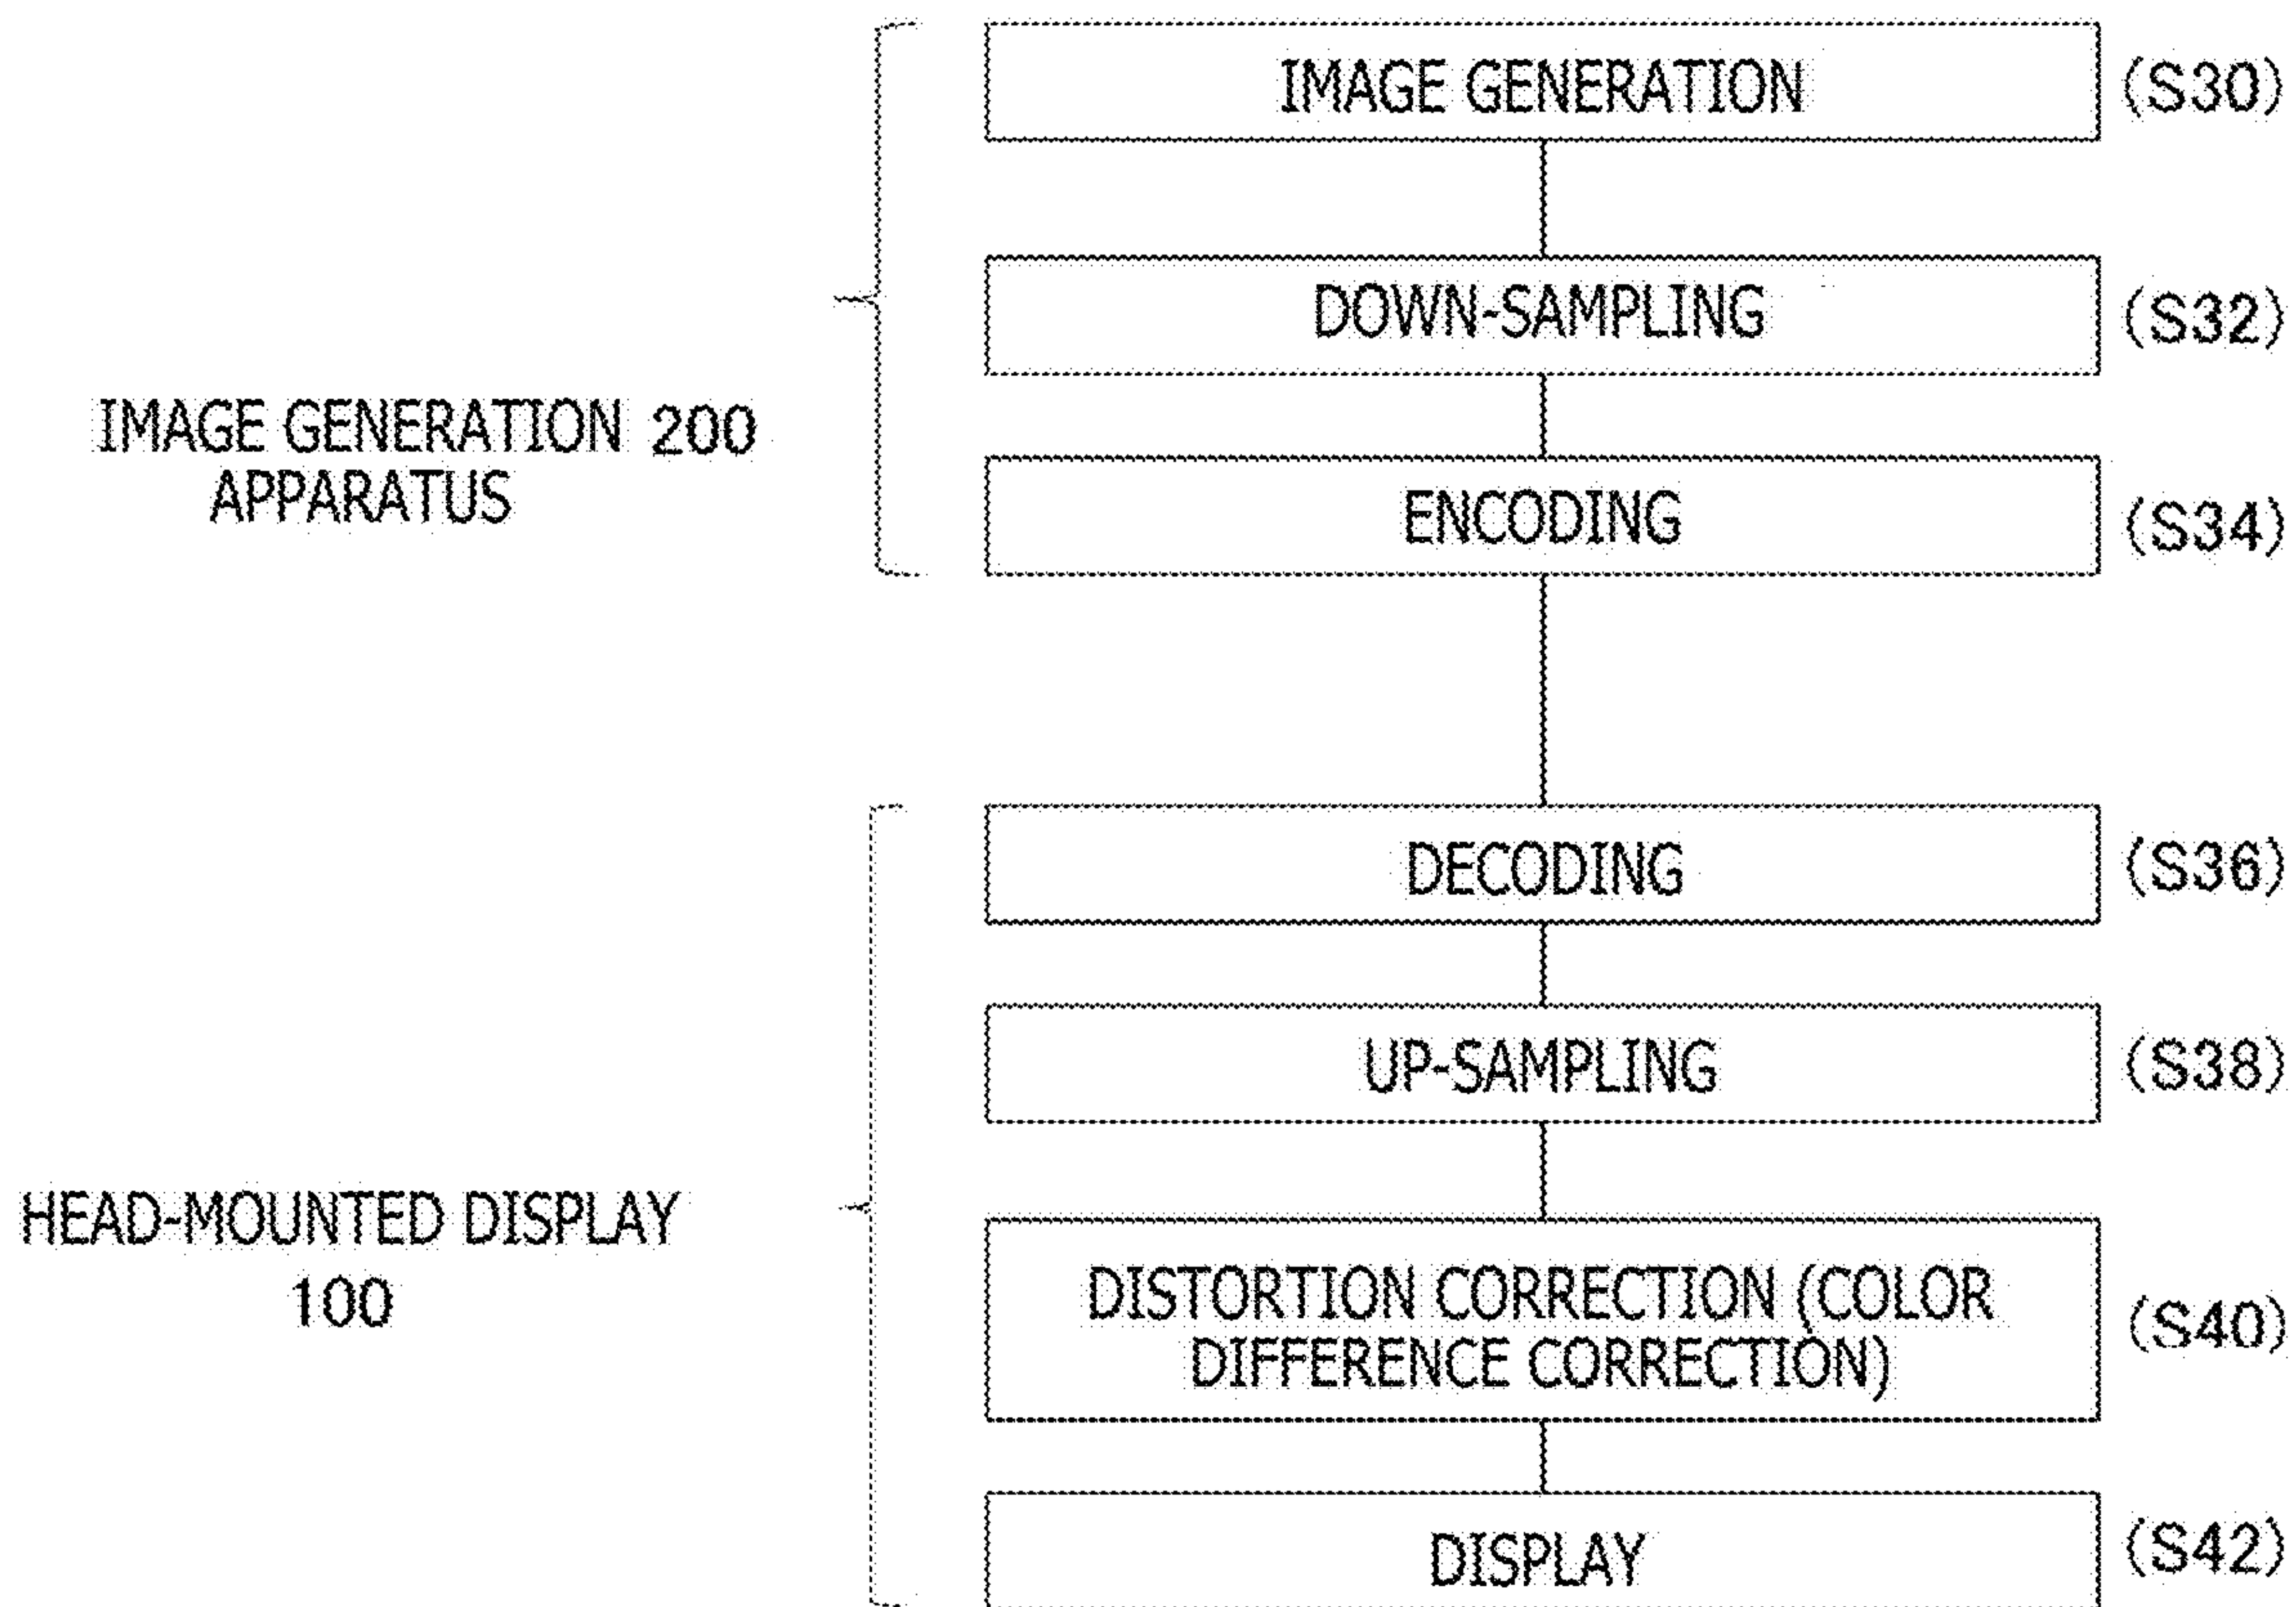 IMAGE GENERATION (S30)
DOWN-SAMPLING (S32)
IMAGE GENERATION 200
APPARATUS
ENCODING (S34)
DECODING (S36)
UP-SAMPLING (S38)
HEAD-MOUNTED DISPLAY
100
DISTORTION CORRECTION (COLOR
DIFFERENCE CORRECTION)
(S40)
DISPLAY (S42)